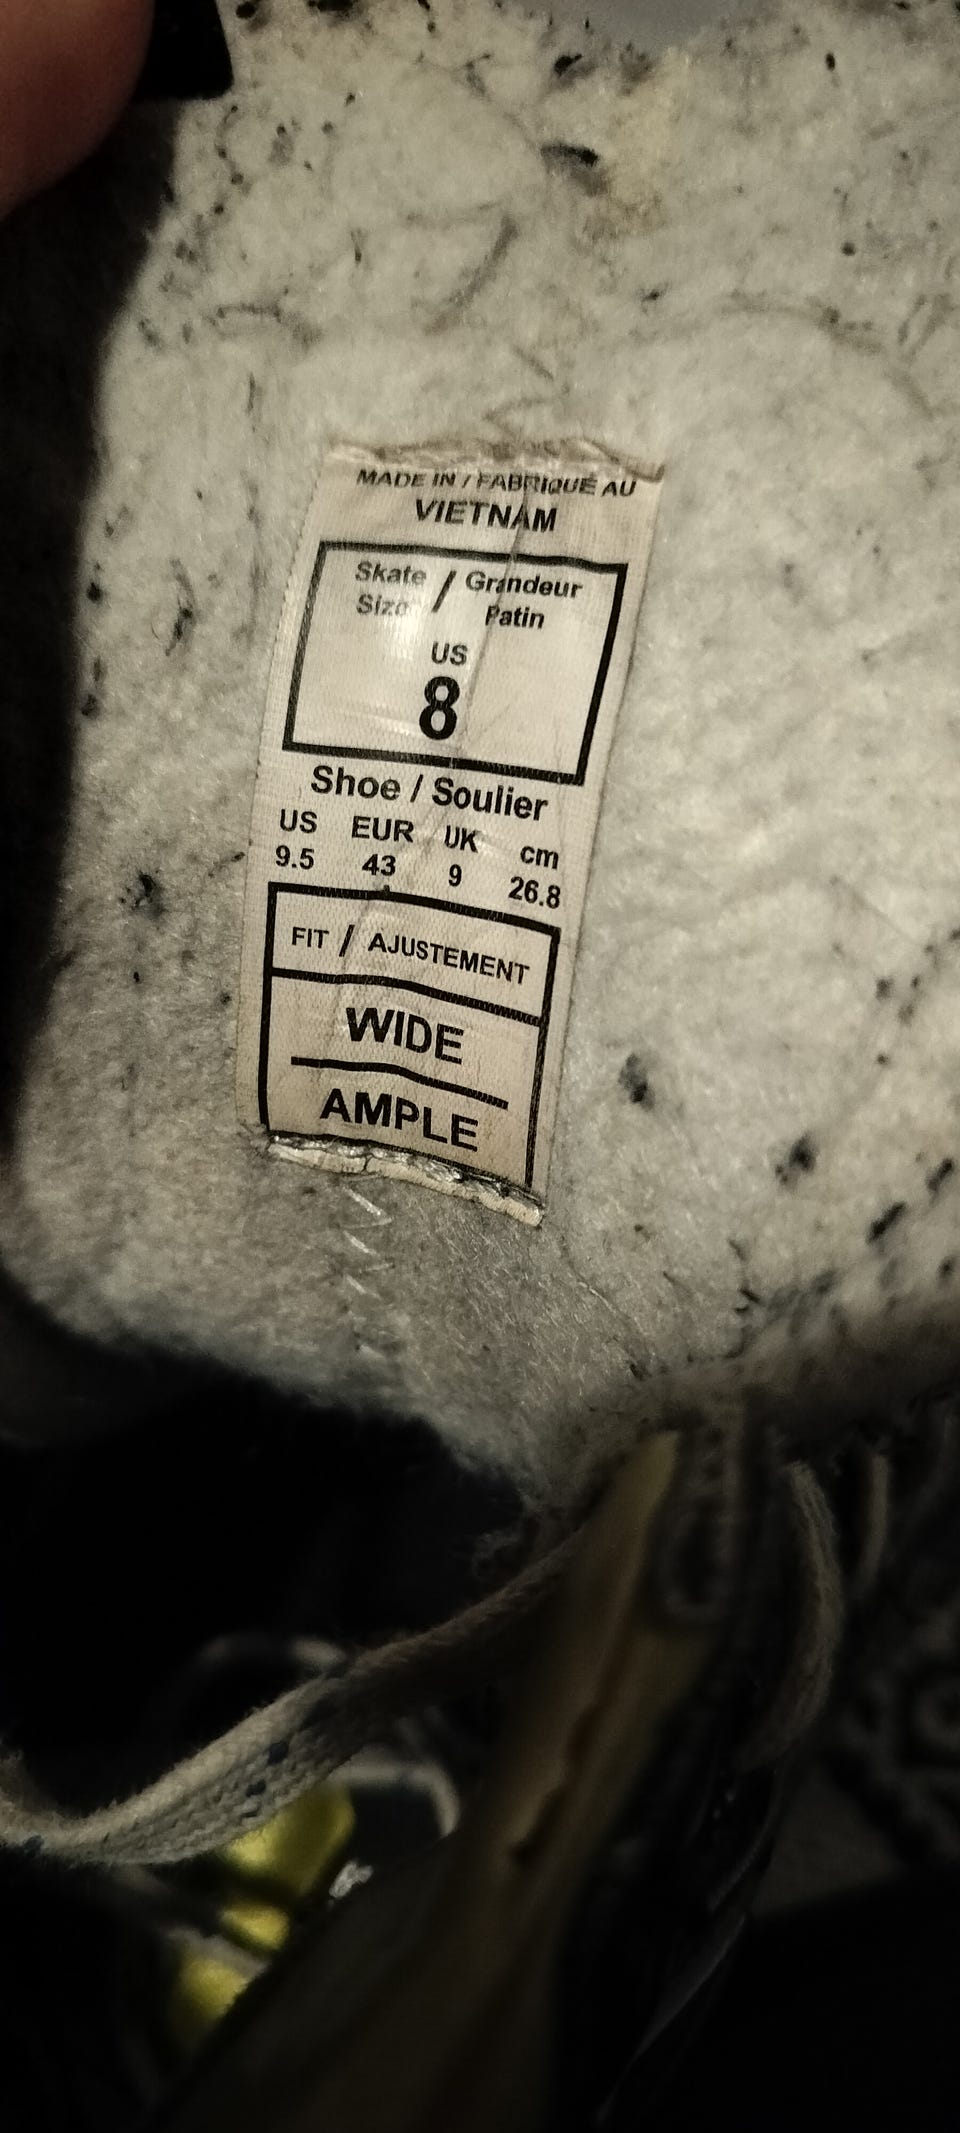 MADE IN / FABRIQUÉ AU
VIETNAM
Skate / Grandeur
Size Patin
US
8
Shoe / Soulier
US EUR UK cm
9.5 43 9 26.8
FIT / AJUSTEMENT
WIDE
AMPLE